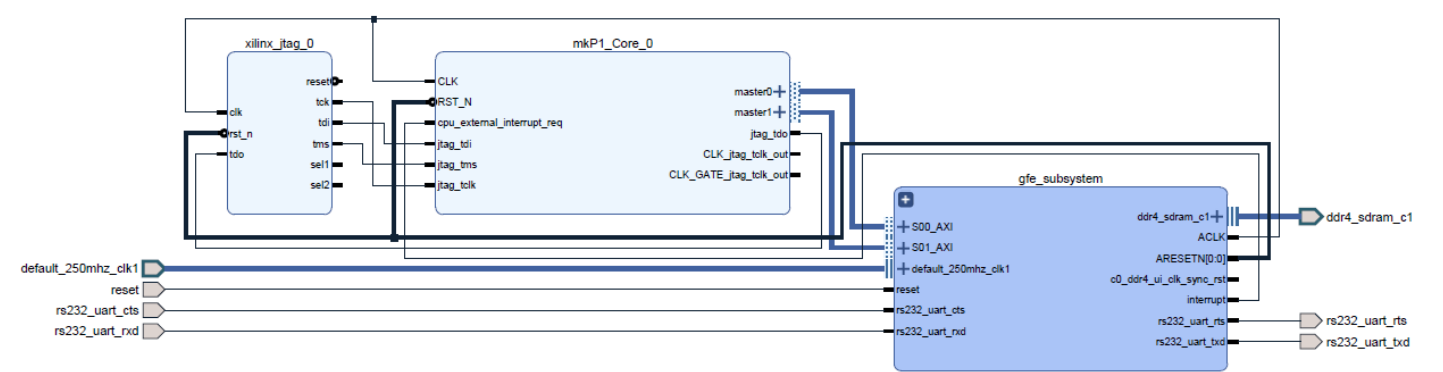 xilinx_jtag_0
reset
tck
clk
tdi
rst_n
tms
tdo
sel1
sel2
mkP1_Core_0
CLK
master0
RST_N
master1
cpu_external_interrupt_req
jtag_tdo
jtag_tdi
CLK_jtag_tclk_out
jtag_tms
CLK_GATE_jtag_tclk_out
jtag_tclk
gfe_subsystem
S00_AXI
ddr4_sdram_c1
ACLK
S01_AXI
ARESETN[0:0]
default_250mhz_clk1
c0_ddr4_ui_clk_sync_rst
reset
interrupt
rs232_uart_cts
rs232_uart_rts
rs232_uart_rxd
rs232_uart_txd
default_250mhz_clk1
reset
rs232_uart_cts
rs232_uart_rxd
ddr4_sdram_c1
rs232_uart_rts
rs232_uart_txd